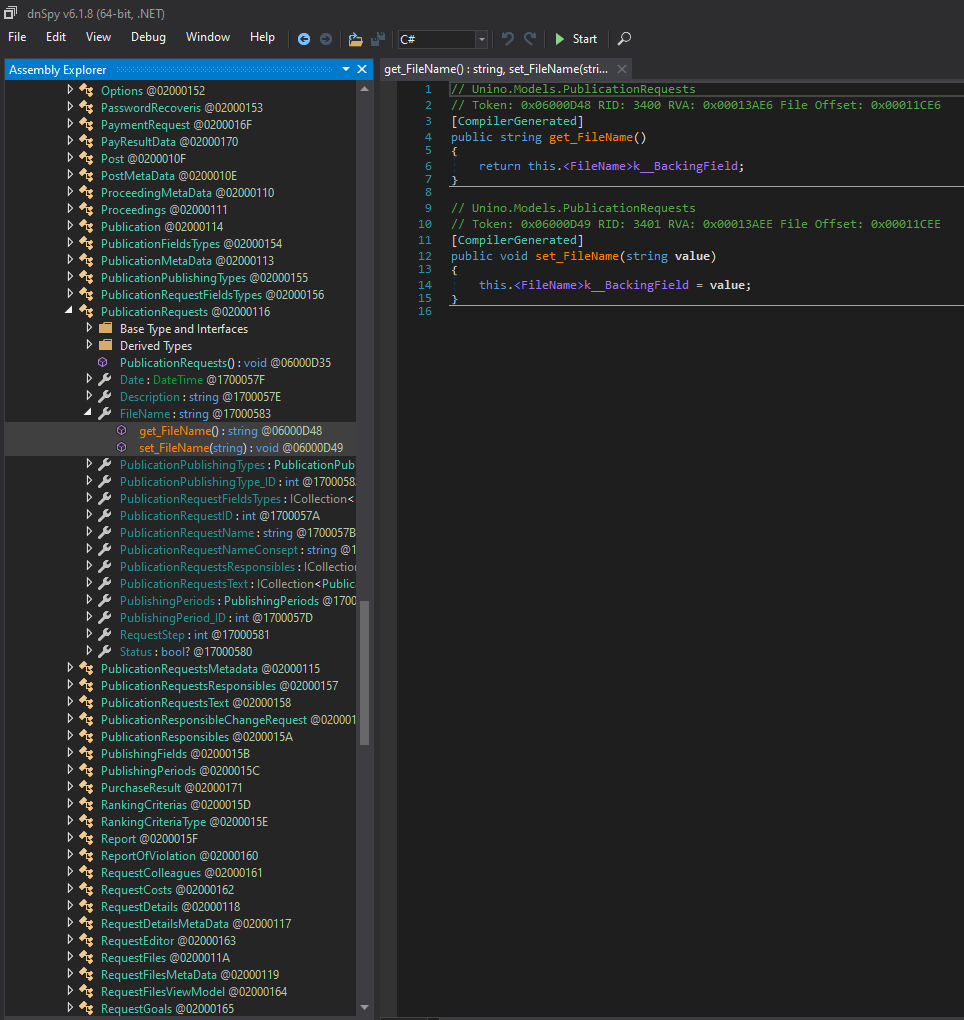 dnSpy v6.1.8 (64-bit, .NET)
File Edit View Debug Window Help C# Start
Assembly Explorer
Options @02000152
PasswordRecoveris @02000153
PaymentRequest @0200016F
PayResultData @02000170
Post @0200010F
PostMetaData @0200010E
ProceedingMetaData @02000110
Proceedings @02000111
Publication @02000114
PublicationFieldsTypes @02000154
PublicationMetaData @02000113
PublicationPublishingTypes @02000155
PublicationRequestFieldsTypes @02000156
PublicationRequests @02000116
Base Type and Interfaces
Derived Types
PublicationRequests() : void @06000D35
Date : DateTime @1700057F
Description : string @1700057E
FileName : string @17000583
get_FileName() : string @06000D48
set_FileName(string) : void @06000D49
PublicationPublishingTypes : PublicationPub
PublicationPublishingType_ID : int @1700058
PublicationRequestFieldsTypes : ICollection<
PublicationRequestID : int @1700057A
PublicationRequestName : string @1700057B
PublicationRequestNameConsept : string @1
PublicationRequestsResponsibles : ICollection
PublicationRequestsText : ICollection<Public
PublishingPeriods : PublishingPeriods @1700
PublishingPeriod_ID : int @1700057D
RequestStep : int @17000581
Status : bool? @17000580
PublicationRequestsMetadata @02000115
PublicationRequestsResponsibles @02000157
PublicationRequestsText @02000158
PublicationResponsibleChangeRequest @020001
PublicationResponsibles @0200015A
PublishingFields @0200015B
PublishingPeriods @0200015C
PurchaseResult @02000171
RankingCriterias @0200015D
RankingCriteriaType @0200015E
Report @0200015F
ReportOfViolation @02000160
RequestColleagues @02000161
RequestCosts @02000162
RequestDetails @02000118
RequestDetailsMetaData @02000117
RequestEditor @02000163
RequestFiles @0200011A
RequestFilesMetaData @02000119
RequestFilesViewModel @02000164
RequestGoals @02000165
get_FileName() : string, set_FileName(stri...
1 // Unino.Models.PublicationRequests
2 // Token: 0x06000D48 RID: 3400 RVA: 0x00013AE6 File Offset: 0x00011CE6
3 [CompilerGenerated]
4 public string get_FileName()
5 {
6 return this.<FileName>k__BackingField;
7 }
8
9 // Unino.Models.PublicationRequests
10 // Token: 0x06000D49 RID: 3401 RVA: 0x00013AEE File Offset: 0x00011CEE
11 [CompilerGenerated]
12 public void set_FileName(string value)
13 {
14 this.<FileName>k__BackingField = value;
15 }
16